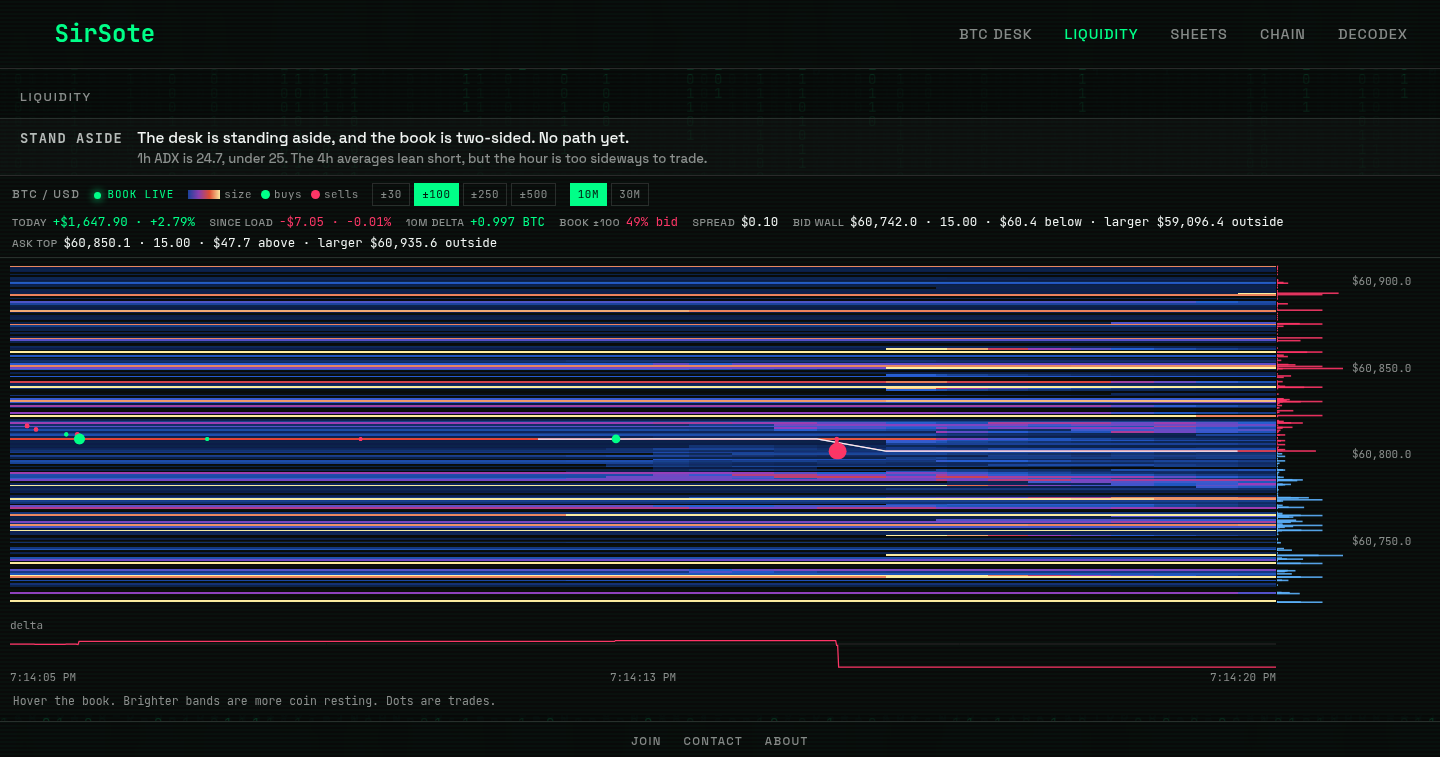 SirSote
BTC DESK LIQUIDITY SHEETS CHAIN DECODEX
LIQUIDITY
STAND ASIDE The desk is standing aside, and the book is two-sided. No path yet.
1h ADX is 24.7, under 25. The 4h averages lean short, but the hour is too sideways to trade.
BTC / USD BOOK LIVE size buys sells ±30 ±100 ±250 ±500 10M 30M
TODAY +$1,647.90 · +2.79% SINCE LOAD -$7.05 · -0.01% 10M DELTA +0.997 BTC BOOK ±100 49% bid SPREAD $0.10 BID WALL $60,742.0 · 15.00 · $60.4 below · larger $59,096.4 outside
ASK TOP $60,850.1 · 15.00 · $47.7 above · larger $60,935.6 outside
$60,900.0
$60,850.0
$60,800.0
$60,750.0
delta
7:14:05 PM 7:14:13 PM 7:14:20 PM
Hover the book. Brighter bands are more coin resting. Dots are trades.
JOIN CONTACT ABOUT